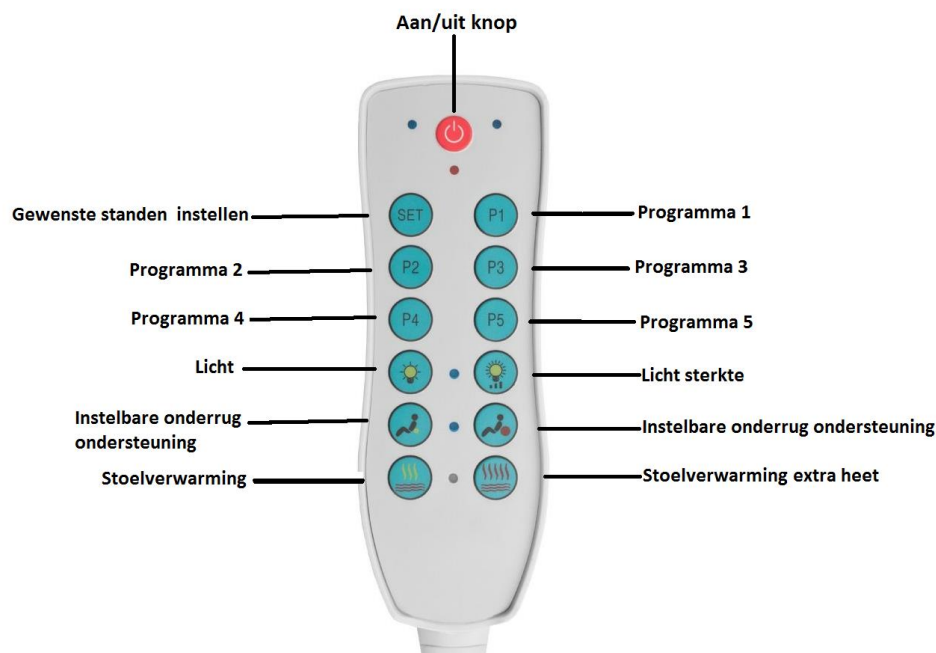 Aan/uit knop
Gewenste standen instellen
SET
P1
Programma 1
Programma 2
P2
P3
Programma 3
Programma 4
P4
P5
Programma 5
Licht
Licht sterkte
Instelbare onderrug
ondersteuning
Instelbare onderrug ondersteuning
Stoelverwarming
Stoelverwarming extra heet